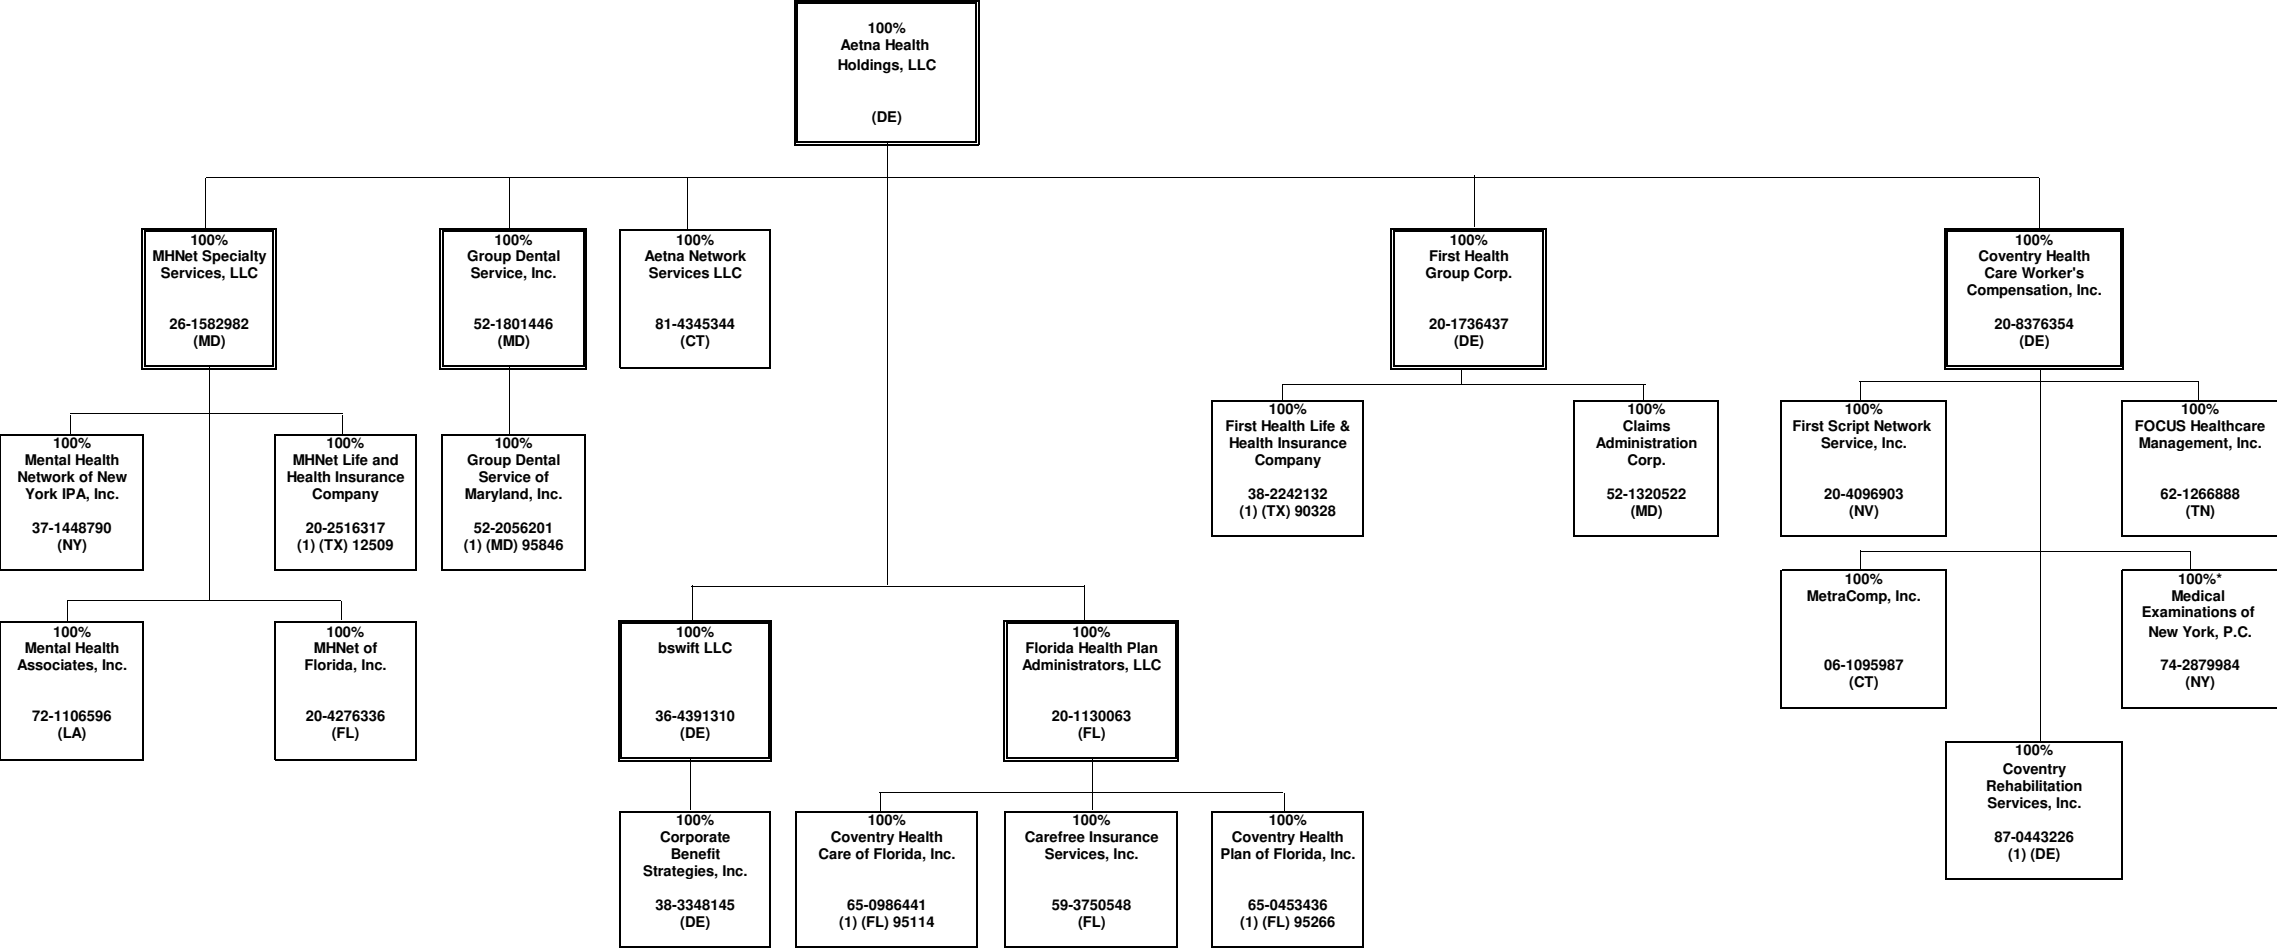 100%
Aetna Health
Holdings, LLC
(DE)
100%
MHNet Specialty
Services, LLC
26-1582982
(MD)
100%
Group Dental
Service, Inc.
52-1801446
(MD)
100%
Aetna Network
Services LLC
81-4345344
(CT)
100%
First Health
Group Corp.
20-1736437
(DE)
100%
Coventry Health
Care Worker's
Compensation, Inc.
20-8376354
(DE)
100%
Mental Health
Network of New
York IPA, Inc.
37-1448790
(NY)
100%
MHNet Life and
Health Insurance
Company
20-2516317
(1) (TX) 12509
100%
Group Dental
Service of
Maryland, Inc.
52-2056201
(1) (MD) 95846
100%
First Health Life &
Health Insurance
Company
38-2242132
(1) (TX) 90328
100%
Claims
Administration
Corp.
52-1320522
(MD)
100%
First Script Network
Service, Inc.
20-4096903
(NV)
100%
FOCUS Healthcare
Management, Inc.
62-1266888
(TN)
100%
MetraComp, Inc.
06-1095987
(CT)
100%*
Medical
Examinations of
New York, P.C.
74-2879984
(NY)
100%
Mental Health
Associates, Inc.
72-1106596
(LA)
100%
MHNet of
Florida, Inc.
20-4276336
(FL)
100%
bswift LLC
36-4391310
(DE)
100%
Florida Health Plan
Administrators, LLC
20-1130063
(FL)
100%
Coventry
Rehabilitation
Services, Inc.
87-0443226
(1) (DE)
100%
Corporate
Benefit
Strategies, Inc.
38-3348145
(DE)
100%
Coventry Health
Care of Florida, Inc.
65-0986441
(1) (FL) 95114
100%
Carefree Insurance
Services, Inc.
59-3750548
(FL)
100%
Coventry Health
Plan of Florida, Inc.
65-0453436
(1) (FL) 95266